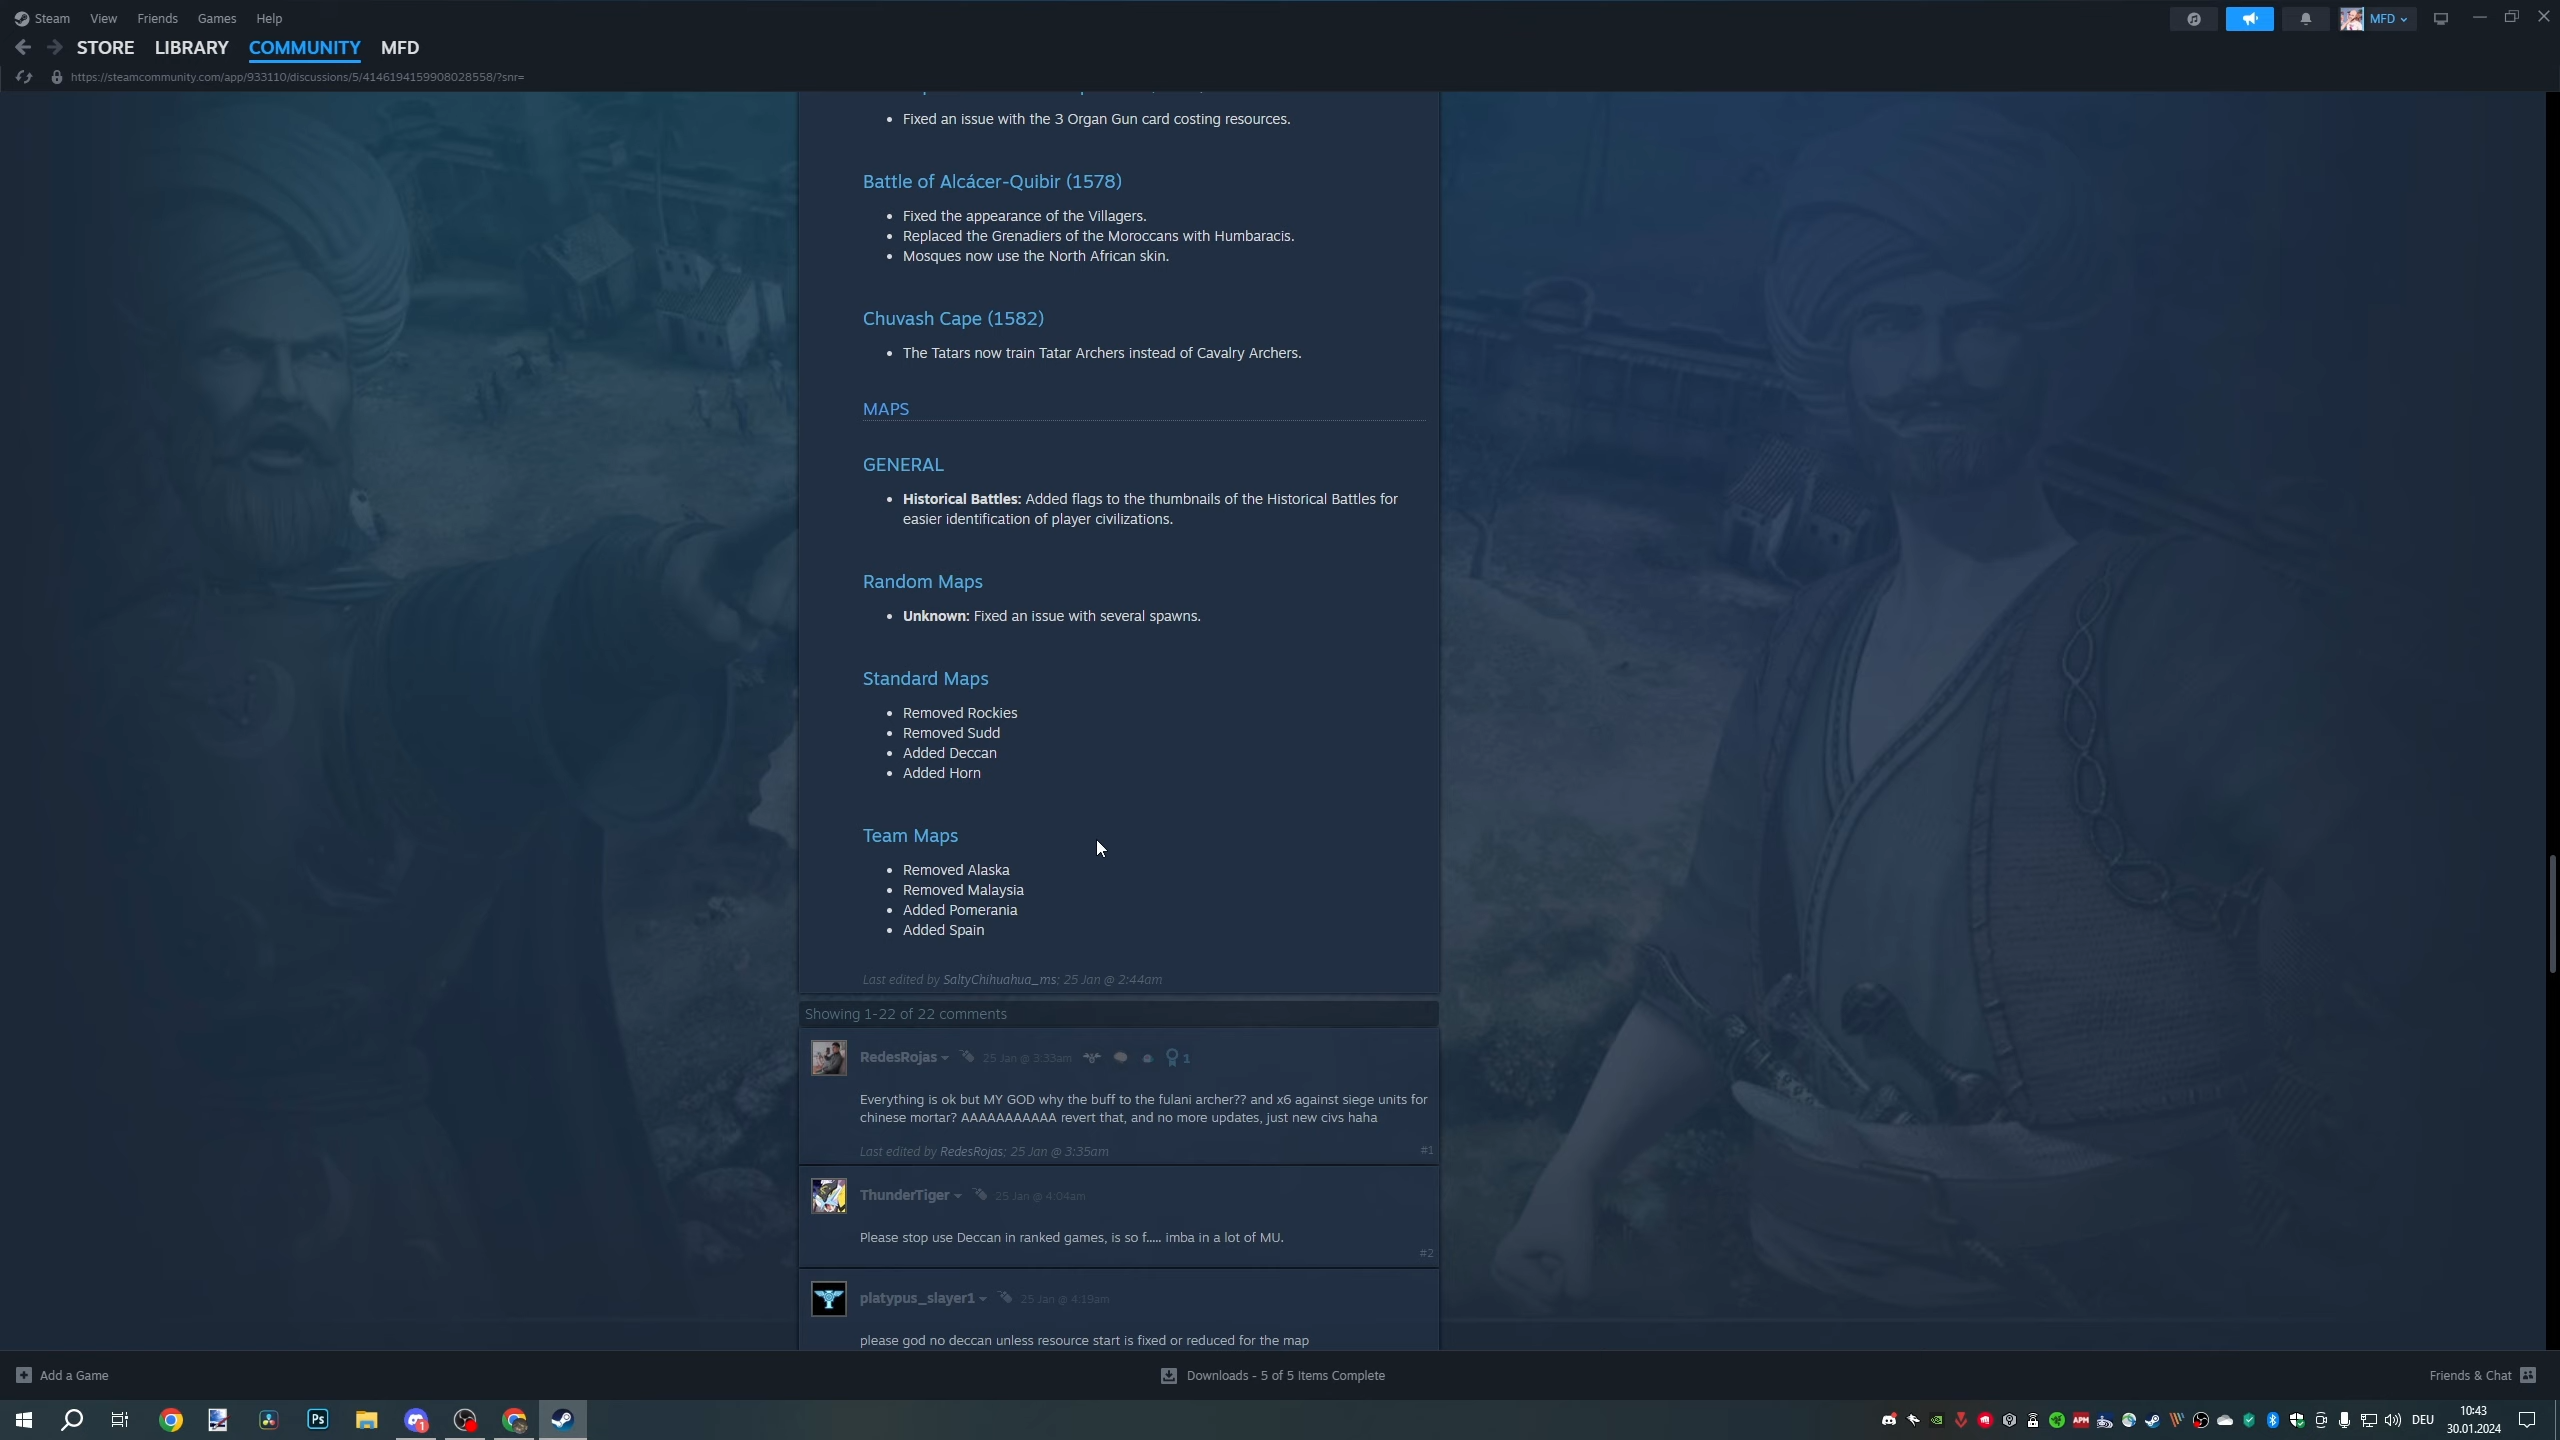 Steam View Friends Games Help
MFD
STORE LIBRARY COMMUNITY MFD
https://steamcommunity.com/app/933110/discussions/5/4146194159908028558/?snr=
Fixed an issue with the 3 Organ Gun card costing resources.
Battle of Alcácer-Quibir (1578)
Fixed the appearance of the Villagers.
Replaced the Grenadiers of the Moroccans with Humbaracis.
Mosques now use the North African skin.
Chuvash Cape (1582)
The Tatars now train Tatar Archers instead of Cavalry Archers.
MAPS
GENERAL
Historical Battles: Added flags to the thumbnails of the Historical Battles for
easier identification of player civilizations.
Random Maps
Unknown: Fixed an issue with several spawns.
Standard Maps
Removed Rockies
Removed Sudd
Added Deccan
Added Horn
Team Maps
Removed Alaska
Removed Malaysia
Added Pomerania
Added Spain
Last edited by SaltyChihuahua_ms; 25 Jan @ 2:44am
Showing 1-22 of 22 comments
RedesRojas 25 Jan @ 3:33am 1
Everything is ok but MY GOD why the buff to the fulani archer?? and x6 against siege units for
chinese mortar? AAAAAAAAAAA revert that, and no more updates, just new civs haha
Last edited by RedesRojas; 25 Jan @ 3:35am
#1
ThunderTiger 25 Jan @ 4:04am
Please stop use Deccan in ranked games, is so f..... imba in a lot of MU.
#2
platypus_slayer1 25 Jan @ 4:19am
please god no deccan unless resource start is fixed or reduced for the map
Add a Game
Downloads - 5 of 5 Items Complete
Friends & Chat
Ps
1
APM
DEU
10:43
30.01.2024